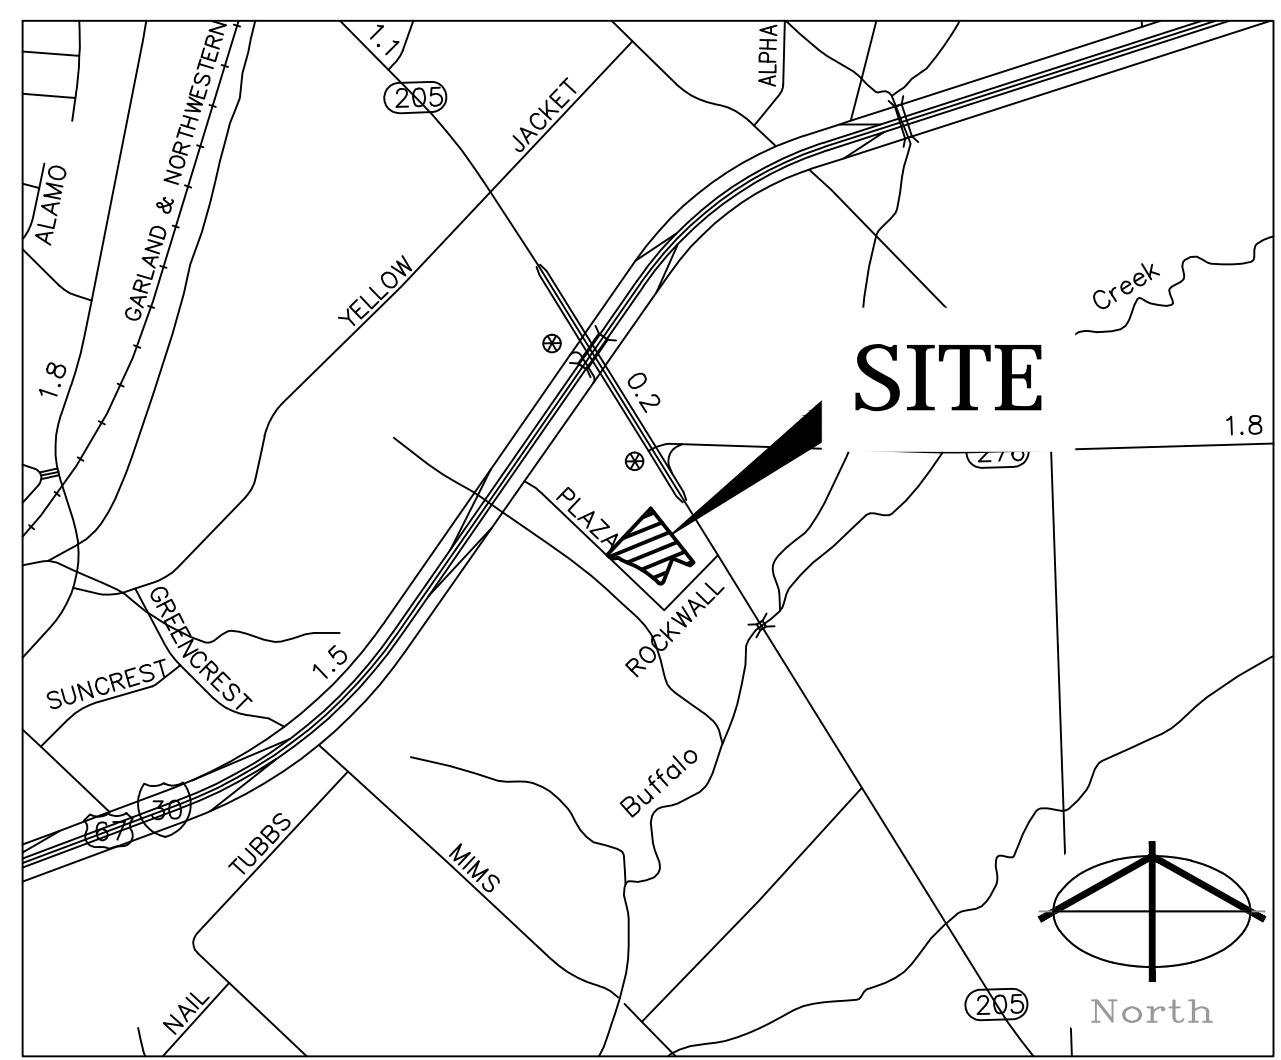 1.1
205
ALPHA
JACKET
GARLAND & NORTHWESTERN
ALAMO
YELLOW
Creek
1.8
SITE
0.2
1.8
276
PLAZA
GREENCREST
ROCKWALL
1.5
SUNCREST
Buffalo
30
67
TUBBS
MIMS
NAIL
205
North